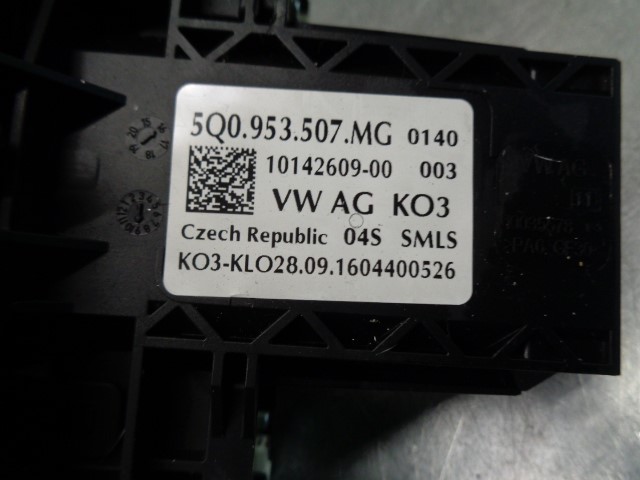 5Q0.953.507.MG 0140
10142609-00 003
VW AG KO3
Czech Republic 04S SMLS
KO3-KLO28.09.1604400526